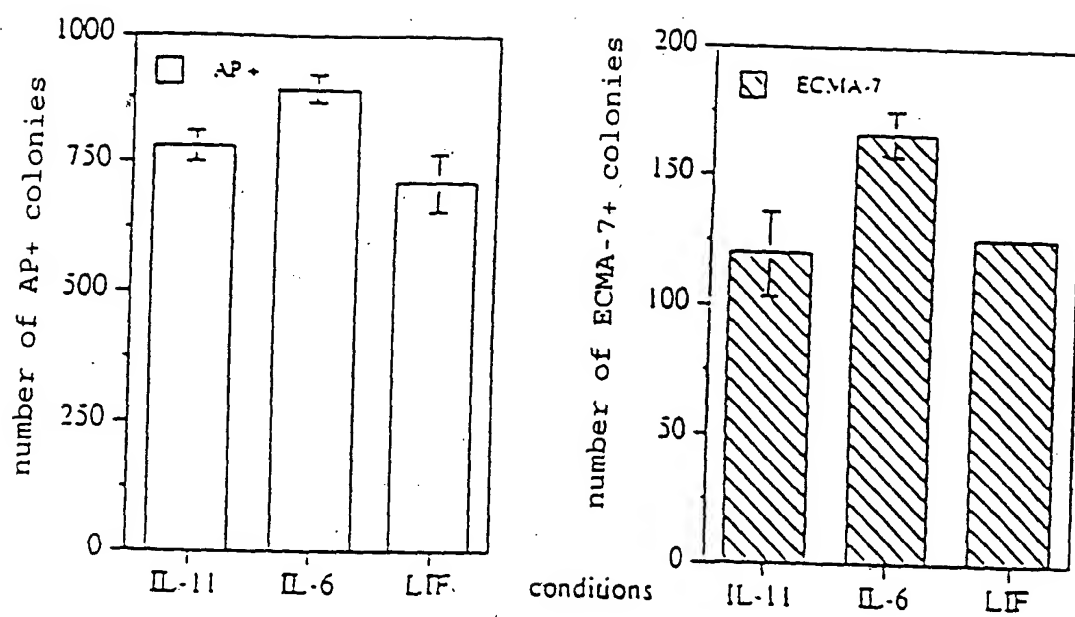 number of AP+ colonies
1000
750
500
250
0
AP+
IL-11
IL-6
LIF
conditions
number of ECMA-7+ colonies
200
150
100
50
0
ECMA-7
IL-11
IL-6
LIF